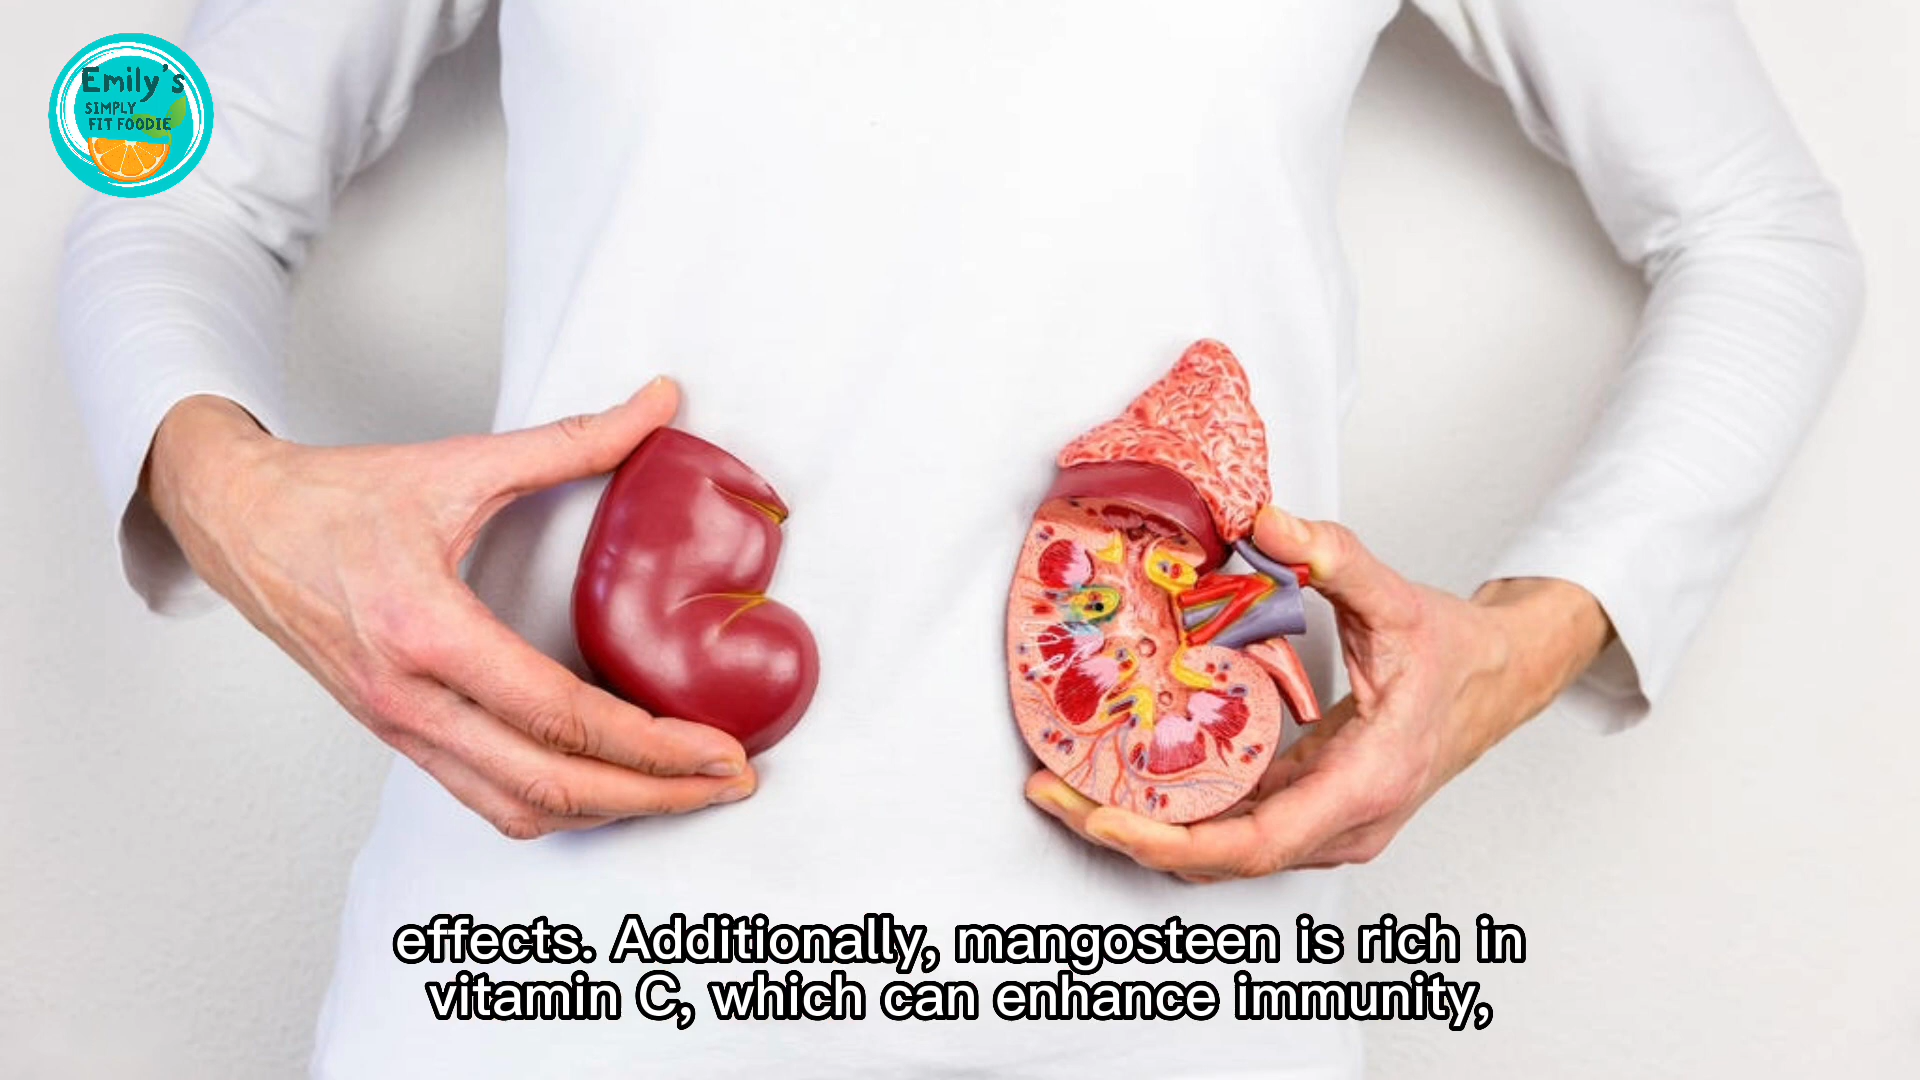 Emily's
SIMPLY
FIT FOODIE
effects. Additionally, mangosteen is rich in
vitamin C, which can enhance immunity,